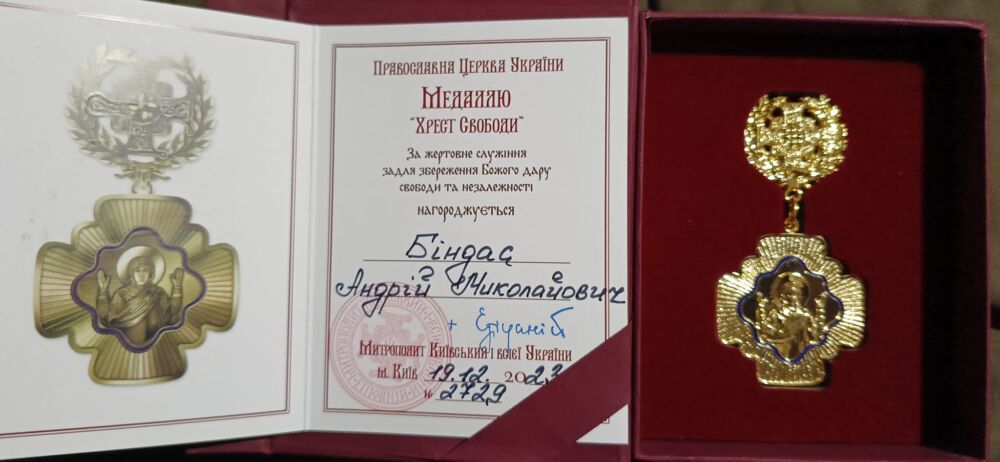 Православна Церква України
Медаллю
"Хрест Свободи"
За жертовне служіння
задля збереження Божого дару
свободи та незалежності
нагороджується
Біндас
Андрій Миколайович
+ Епіфаній
Митрополит Київський і всієї України
м. Київ 19.12. 2023
№ 2729